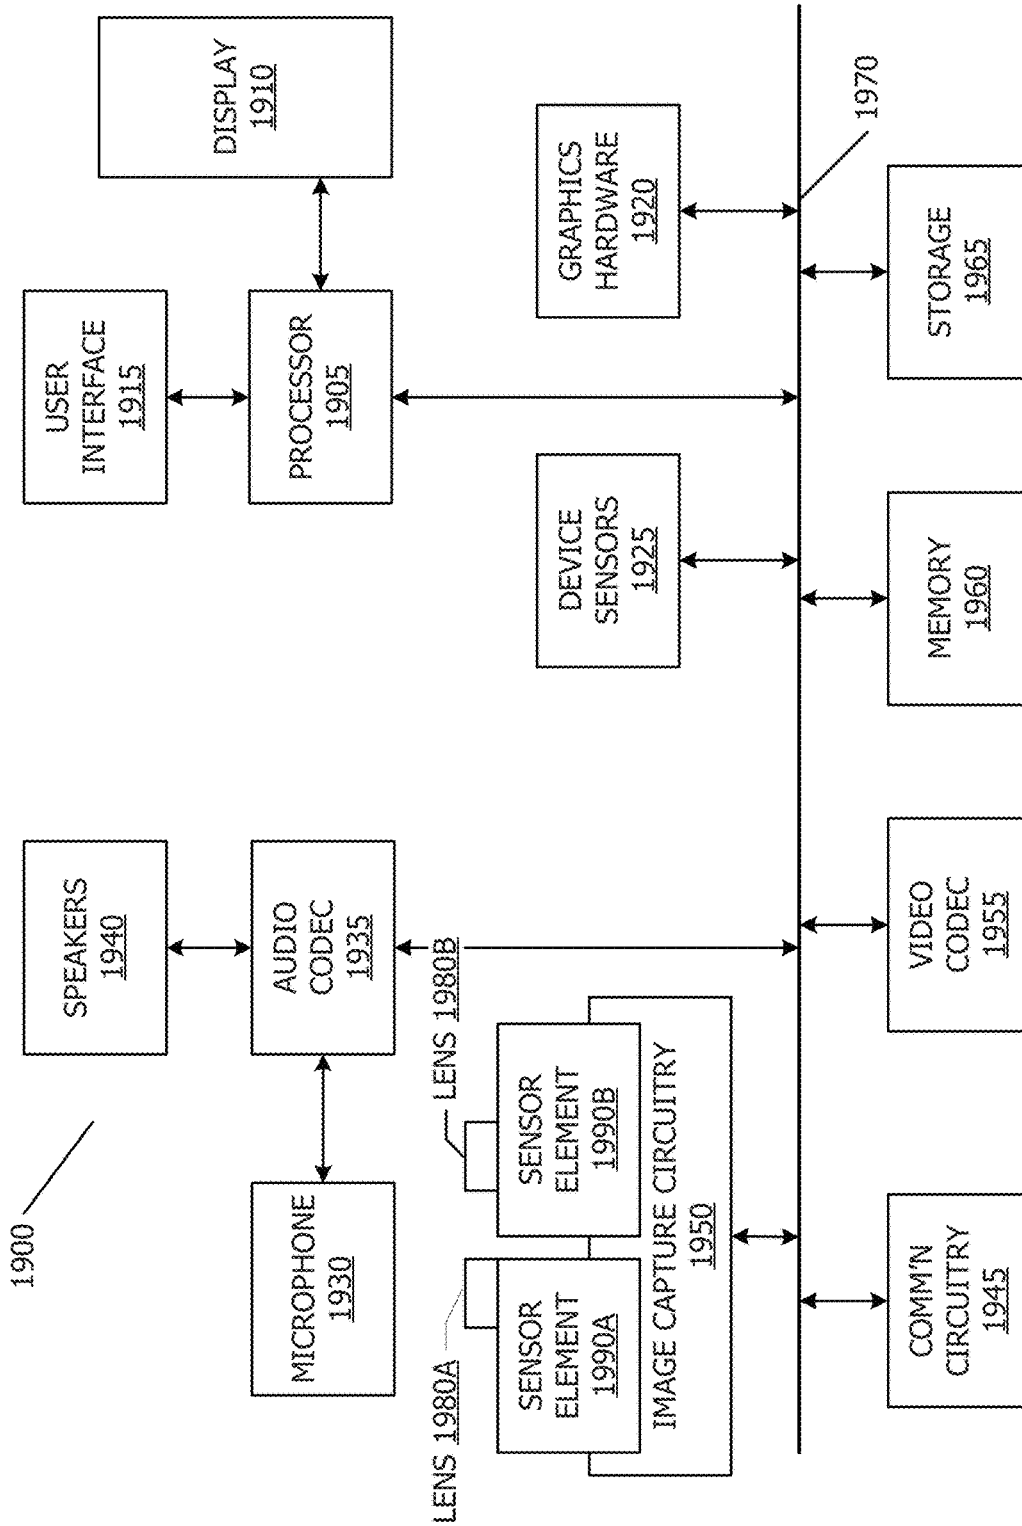 1900
SPEAKERS
1940
USER
INTERFACE
1915
MICROPHONE
1930
AUDIO
CODEC
1935
PROCESSOR
1905
DISPLAY
1910
LENS 1980A
LENS 1980B
SENSOR
ELEMENT
1990A
SENSOR
ELEMENT
1990B
IMAGE CAPTURE CIRCUITRY
1950
DEVICE
SENSORS
1925
GRAPHICS
HARDWARE
1920
1970
COMM'N
CIRCUITRY
1945
VIDEO
CODEC
1955
MEMORY
1960
STORAGE
1965